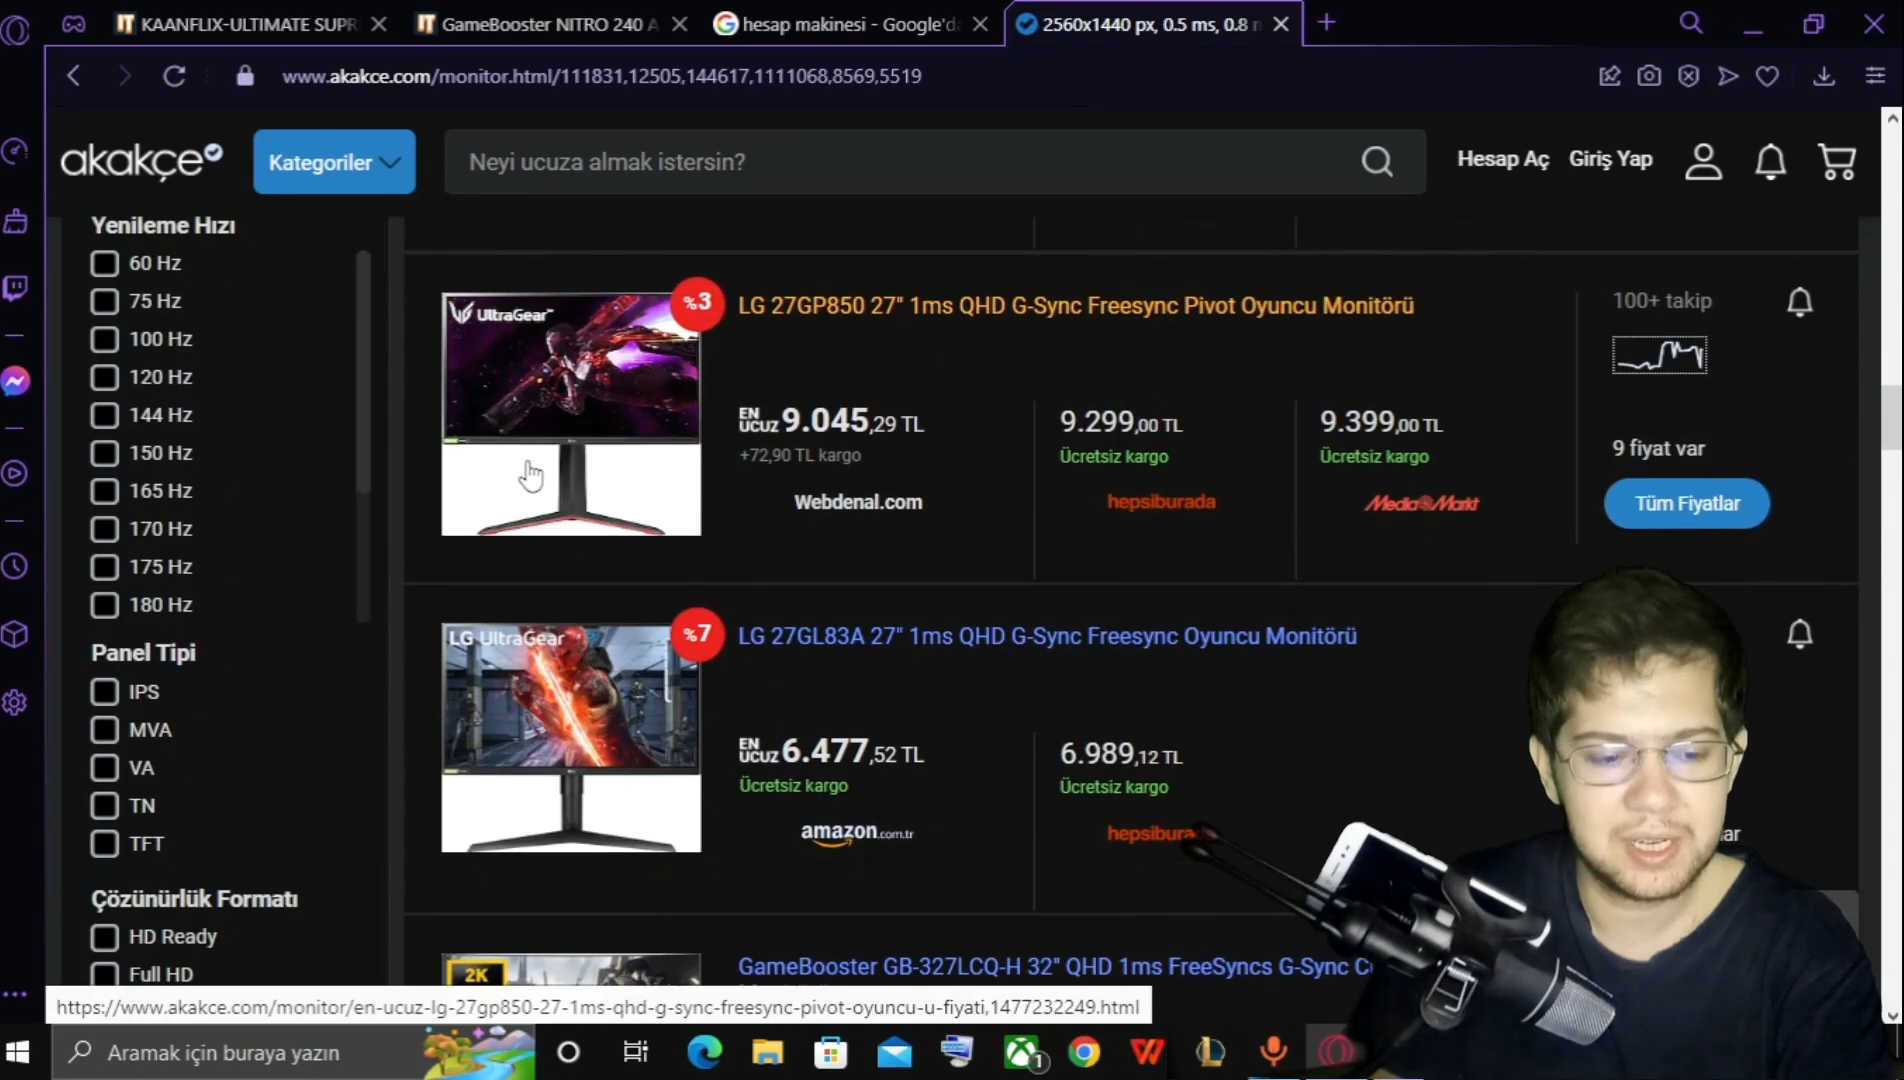 KAANFLIX-ULTIMATE SUPR
GameBooster NITRO 240 A
hesap makinesi - Google'da
2560x1440 px, 0.5 ms, 0.8 m
www.akakce.com/monitor.html/111831,12505,144617,1111068,8569,5519
akakçe
Kategoriler
Neyi ucuza almak istersin?
Hesap Aç
Giriş Yap
Yenileme Hızı
60 Hz
75 Hz
100 Hz
120 Hz
144 Hz
150 Hz
165 Hz
170 Hz
175 Hz
180 Hz
Panel Tipi
IPS
MVA
VA
TN
TFT
Çözünürlük Formatı
HD Ready
Full HD
UltraGear™
%3
LG 27GP850 27'' 1ms QHD G-Sync Freesync Pivot Oyuncu Monitörü
EN UCUZ 9.045,29 TL
+72,90 TL kargo
Webdenal.com
9.299,00 TL
Ücretsiz kargo
hepsiburada
9.399,00 TL
Ücretsiz kargo
MediaMarkt
100+ takip
9 fiyat var
Tüm Fiyatlar
LG UltraGear
%7
LG 27GL83A 27'' 1ms QHD G-Sync Freesync Oyuncu Monitörü
EN UCUZ 6.477,52 TL
Ücretsiz kargo
amazon.com.tr
6.989,12 TL
Ücretsiz kargo
hepsibura
lar
2K
GameBooster GB-327LCQ-H 32" QHD 1ms FreeSyncs G-Sync C
https://www.akakce.com/monitor/en-ucuz-lg-27gp850-27-1ms-qhd-g-sync-freesync-pivot-oyuncu-u-fiyati,1477232249.html
Aramak için buraya yazın
1